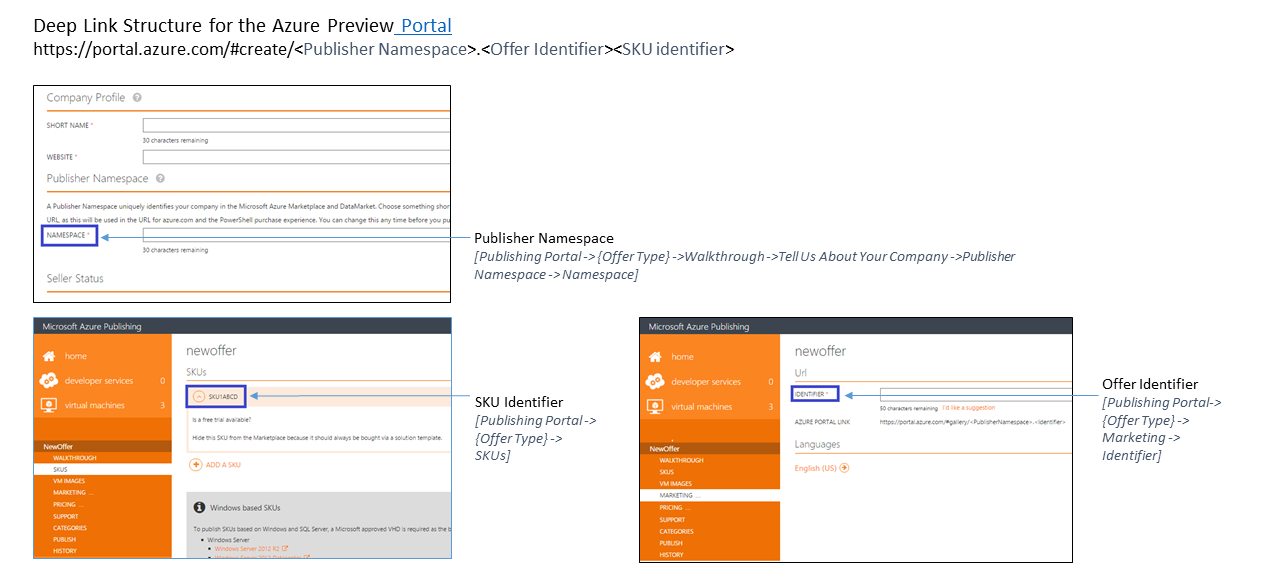 Deep Link Structure for the Azure Preview Portal
https://portal.azure.com/#create/<Publisher Namespace>.<Offer Identifier><SKU identifier>
Company Profile ?
SHORT NAME *
30 characters remaining
WEBSITE *
Publisher Namespace ?
A Publisher Namespace uniquely identifies your company in the Microsoft Azure Marketplace and DataMarket. Choose something shor
URL, as this will be used in the URL for azure.com and the PowerShell purchase experience. You can change this any time before you pu
NAMESPACE *
30 characters remaining
Seller Status
Publisher Namespace
[Publishing Portal -> {Offer Type} ->Walkthrough ->Tell Us About Your Company ->Publisher
Namespace -> Namespace]
Microsoft Azure Publishing
home
developer services 0
virtual machines 3
NewOffer
WALKTHROUGH
SKUS
VM IMAGES
MARKETING ...
PRICING ...
SUPPORT
CATEGORIES
PUBLISH
HISTORY
newoffer
SKUs
SKU1ABCD
Is a free trial available?
Hide this SKU from the Marketplace because it should always be bought via a solution template.
ADD A SKU
Windows based SKUs
To publish SKUs based on Windows and SQL Server, a Microsoft approved VHD is required as the b
• Windows Server
• Windows Server 2012 R2
• Windows Server 2012 Datacenter
SKU Identifier
[Publishing Portal ->
{Offer Type} ->
SKUs]
Microsoft Azure Publishing
home
developer services 0
virtual machines 3
NewOffer
WALKTHROUGH
SKUS
VM IMAGES
MARKETING ...
PRICING ...
SUPPORT
CATEGORIES
PUBLISH
HISTORY
newoffer
Url
IDENTIFIER *
50 characters remaining I'd like a suggestion
AZURE PORTAL LINK https://portal.azure.com/#gallery/<PublisherNamespace>.<Identifier>
Languages
English (US)
Offer Identifier
[Publishing Portal->
{Offer Type} ->
Marketing ->
Identifier]